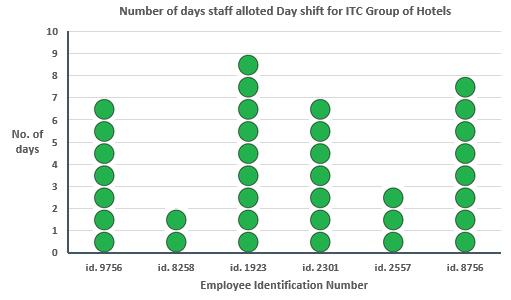 Number of days staff alloted Day shift for ITC Group of Hotels
10
9
8
7
6
5
4
3
2
1
0
No. of
days
id. 9756 id. 8258 id. 1923 id. 2301 id. 2557 id. 8756
Employee Identification Number